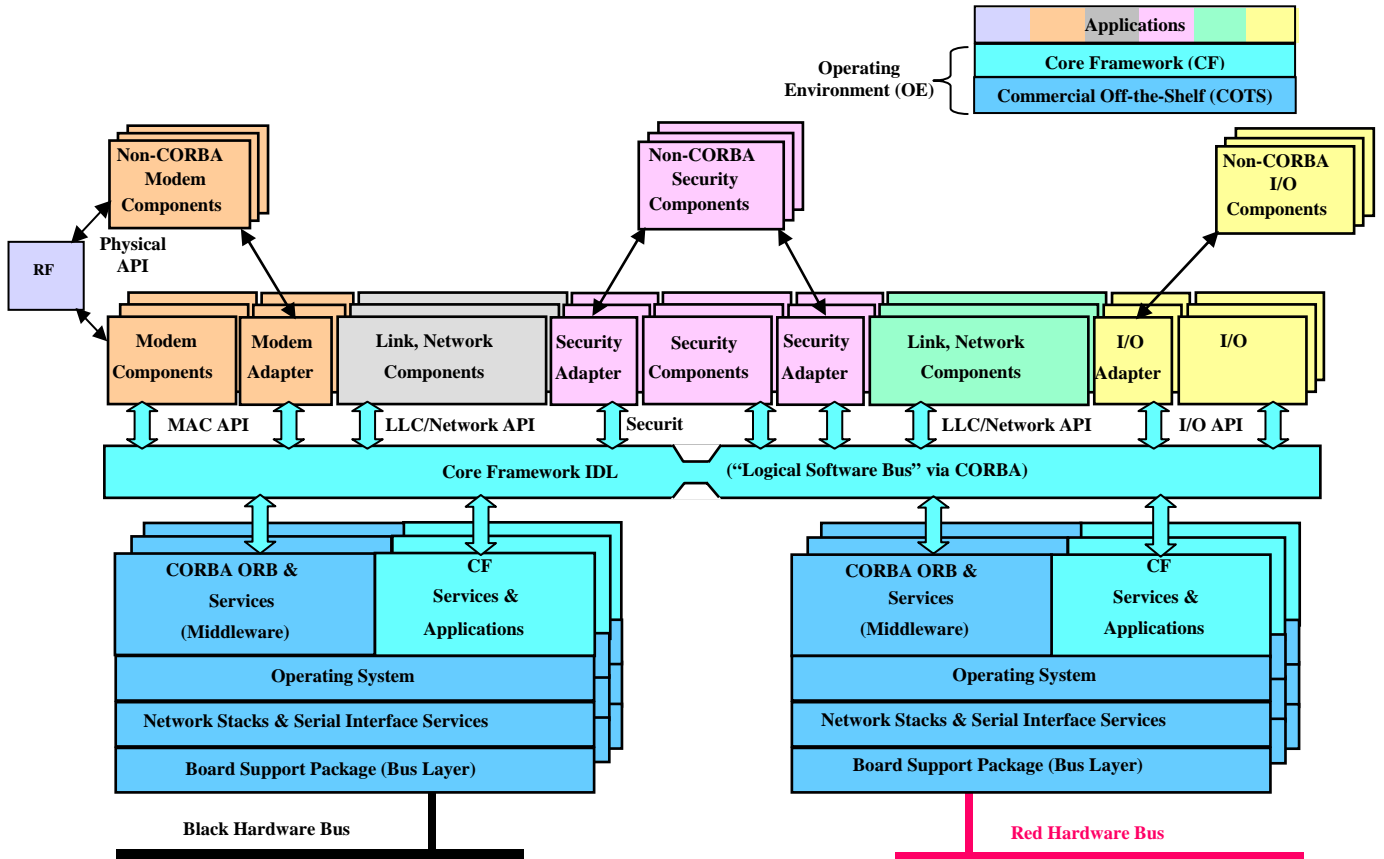 Applications
Operating
Environment (OE)
Core Framework (CF)
Commercial Off-the-Shelf (COTS)
Non-CORBA
Modem
Components
Non-CORBA
Security
Components
Non-CORBA
I/O
Components
Physical
API
RF
Modem
Components
Modem
Adapter
Link, Network
Components
Security
Adapter
Security
Components
Security
Adapter
Link, Network
Components
I/O
Adapter
I/O
MAC API
LLC/Network API
Securit
LLC/Network API
I/O API
Core Framework IDL
(“Logical Software Bus” via CORBA)
CORBA ORB &
Services
(Middleware)
CF
Services &
Applications
Operating System
Network Stacks & Serial Interface Services
Board Support Package (Bus Layer)
CORBA ORB &
Services
(Middleware)
CF
Services &
Applications
Operating System
Network Stacks & Serial Interface Services
Board Support Package (Bus Layer)
Black Hardware Bus
Red Hardware Bus